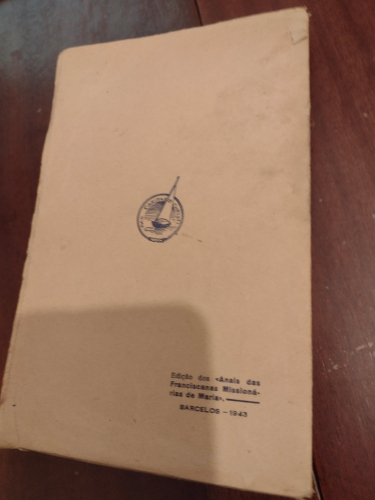 Edição dos «Anais das
Franciscanas Missioná-
rias de Maria».
BARCELOS - 1943